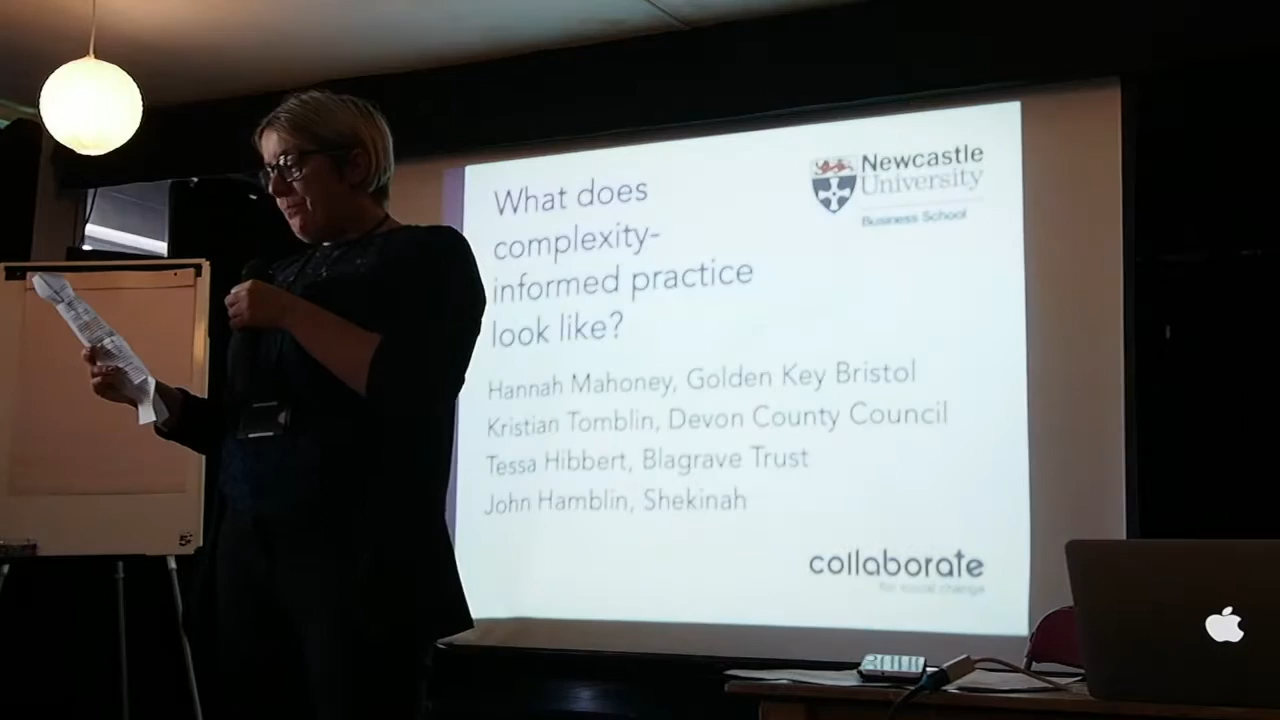 What does
complexity-
informed practice
look like?
Newcastle
University
Business School
Hannah Mahoney, Golden Key Bristol
Kristian Tomblin, Devon County Council
Tessa Hibbert, Blagrave Trust
John Hamblin, Shekinah
collaborate
for social change